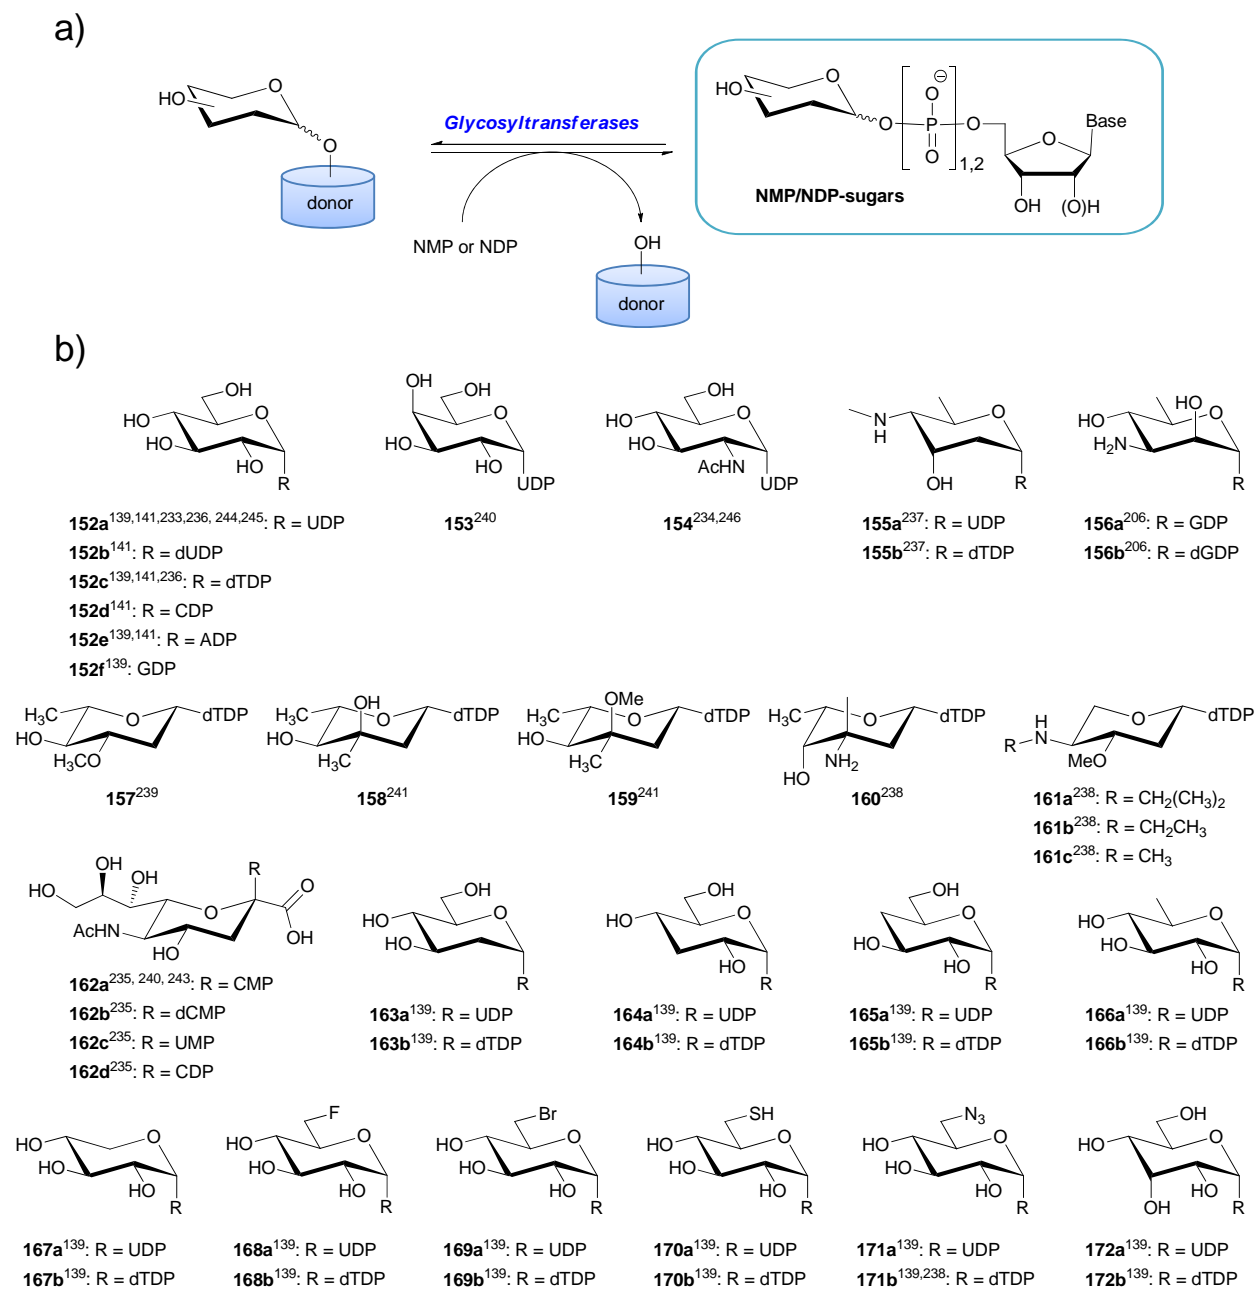 a)
HO
O
O
donor
Glycosyltransferases
NMP or NDP
OH
donor
HO
O
O
O
P
O
1,2
O
O
Base
OH
(O)H
NMP/NDP-sugars
b)
OH
HO
O
HO
HO
R
OH
OH
O
HO
HO
UDP
OH
HO
O
HO
AcHN
UDP
N
H
O
OH
R
HO
HO
O
H2N
R
152a139,141,233,236, 244,245: R = UDP
152b141: R = dUDP
152c139,141,236: R = dTDP
152d141: R = CDP
152e139,141: R = ADP
152f139: GDP
153240
154234,246
155a237: R = UDP
155b237: R = dTDP
156a206: R = GDP
156b206: R = dGDP
H3C
O
dTDP
HO
H3CO
OH
H3C
O
dTDP
HO
H3C
OMe
H3C
O
dTDP
HO
H3C
H3C
O
dTDP
NH2
HO
H
R
N
O
dTDP
MeO
157239
158241
159241
160238
161a238: R = CH2(CH3)2
161b238: R = CH2CH3
161c238: R = CH3
OH
OH
R
O
HO
O
OH
AcHN
HO
OH
HO
O
HO
R
OH
HO
O
HO
R
OH
O
HO
HO
R
HO
O
HO
HO
R
162a235, 240, 243: R = CMP
162b235: R = dCMP
162c235: R = UMP
162d235: R = CDP
163a139: R = UDP
163b139: R = dTDP
164a139: R = UDP
164b139: R = dTDP
165a139: R = UDP
165b139: R = dTDP
166a139: R = UDP
166b139: R = dTDP
HO
O
HO
HO
R
F
HO
O
HO
HO
R
Br
HO
O
HO
HO
R
SH
HO
O
HO
HO
R
N3
HO
O
HO
HO
R
OH
HO
O
HO
OH
R
167a139: R = UDP
167b139: R = dTDP
168a139: R = UDP
168b139: R = dTDP
169a139: R = UDP
169b139: R = dTDP
170a139: R = UDP
170b139: R = dTDP
171a139: R = UDP
171b139,238: R = dTDP
172a139: R = UDP
172b139: R = dTDP